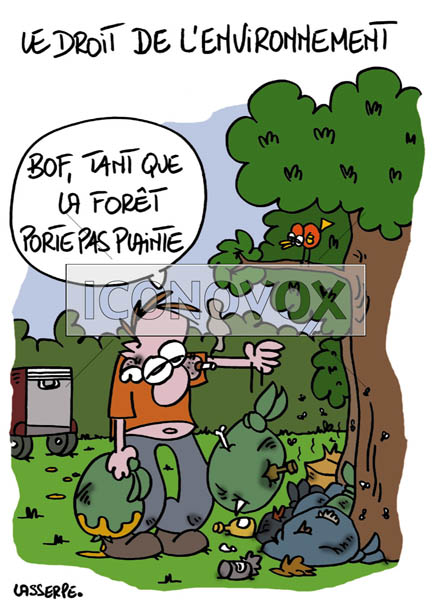 LE DROIT DE L'ENVIRONNEMENT
BOF, TANT QUE
LA FORÊT
PORTE PAS PLAINTE
ICONOVOX
LASSERPE.